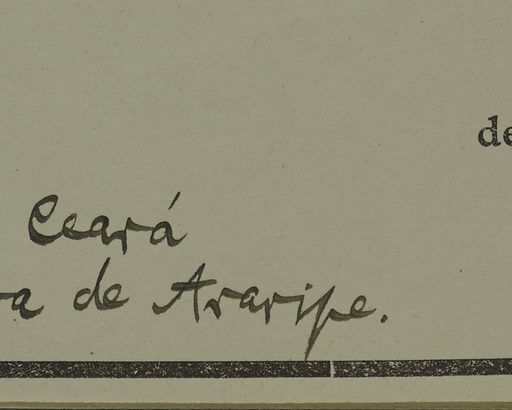 de
Ceará
a de Araripe.